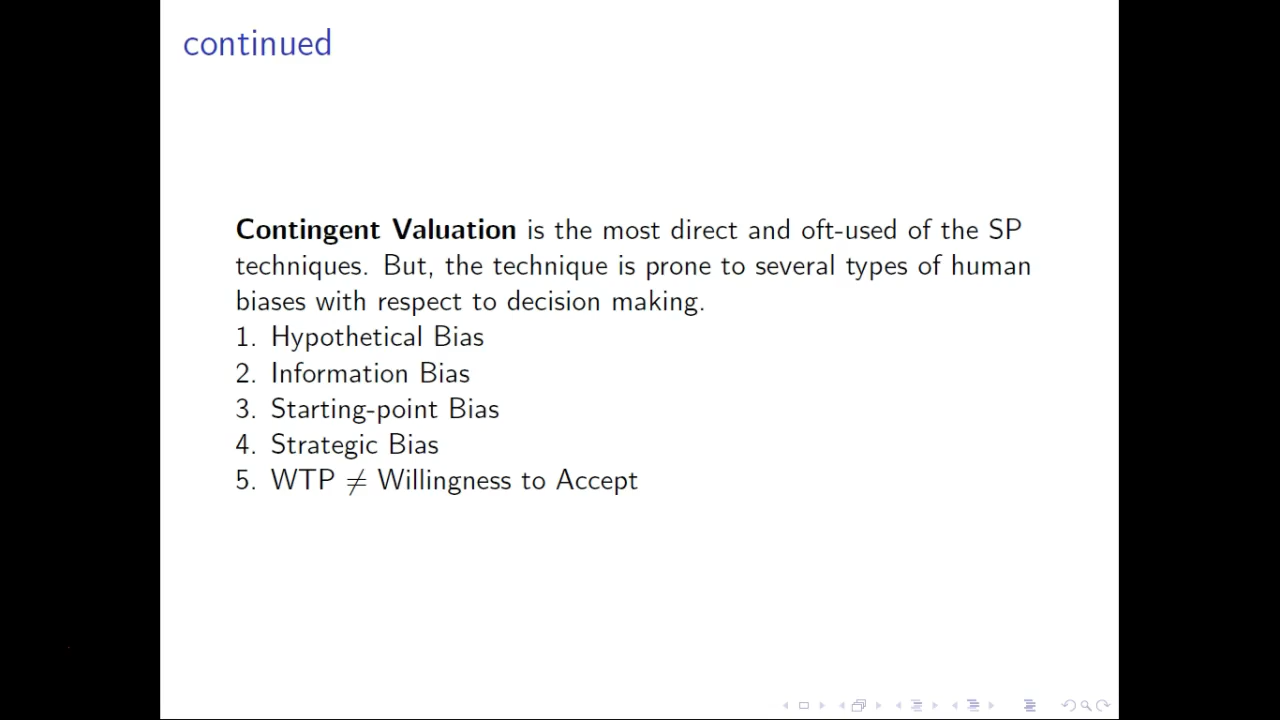 continued
Contingent Valuation is the most direct and oft-used of the SP
techniques. But, the technique is prone to several types of human
biases with respect to decision making.
1. Hypothetical Bias
2. Information Bias
3. Starting-point Bias
4. Strategic Bias
5. WTP ≠ Willingness to Accept